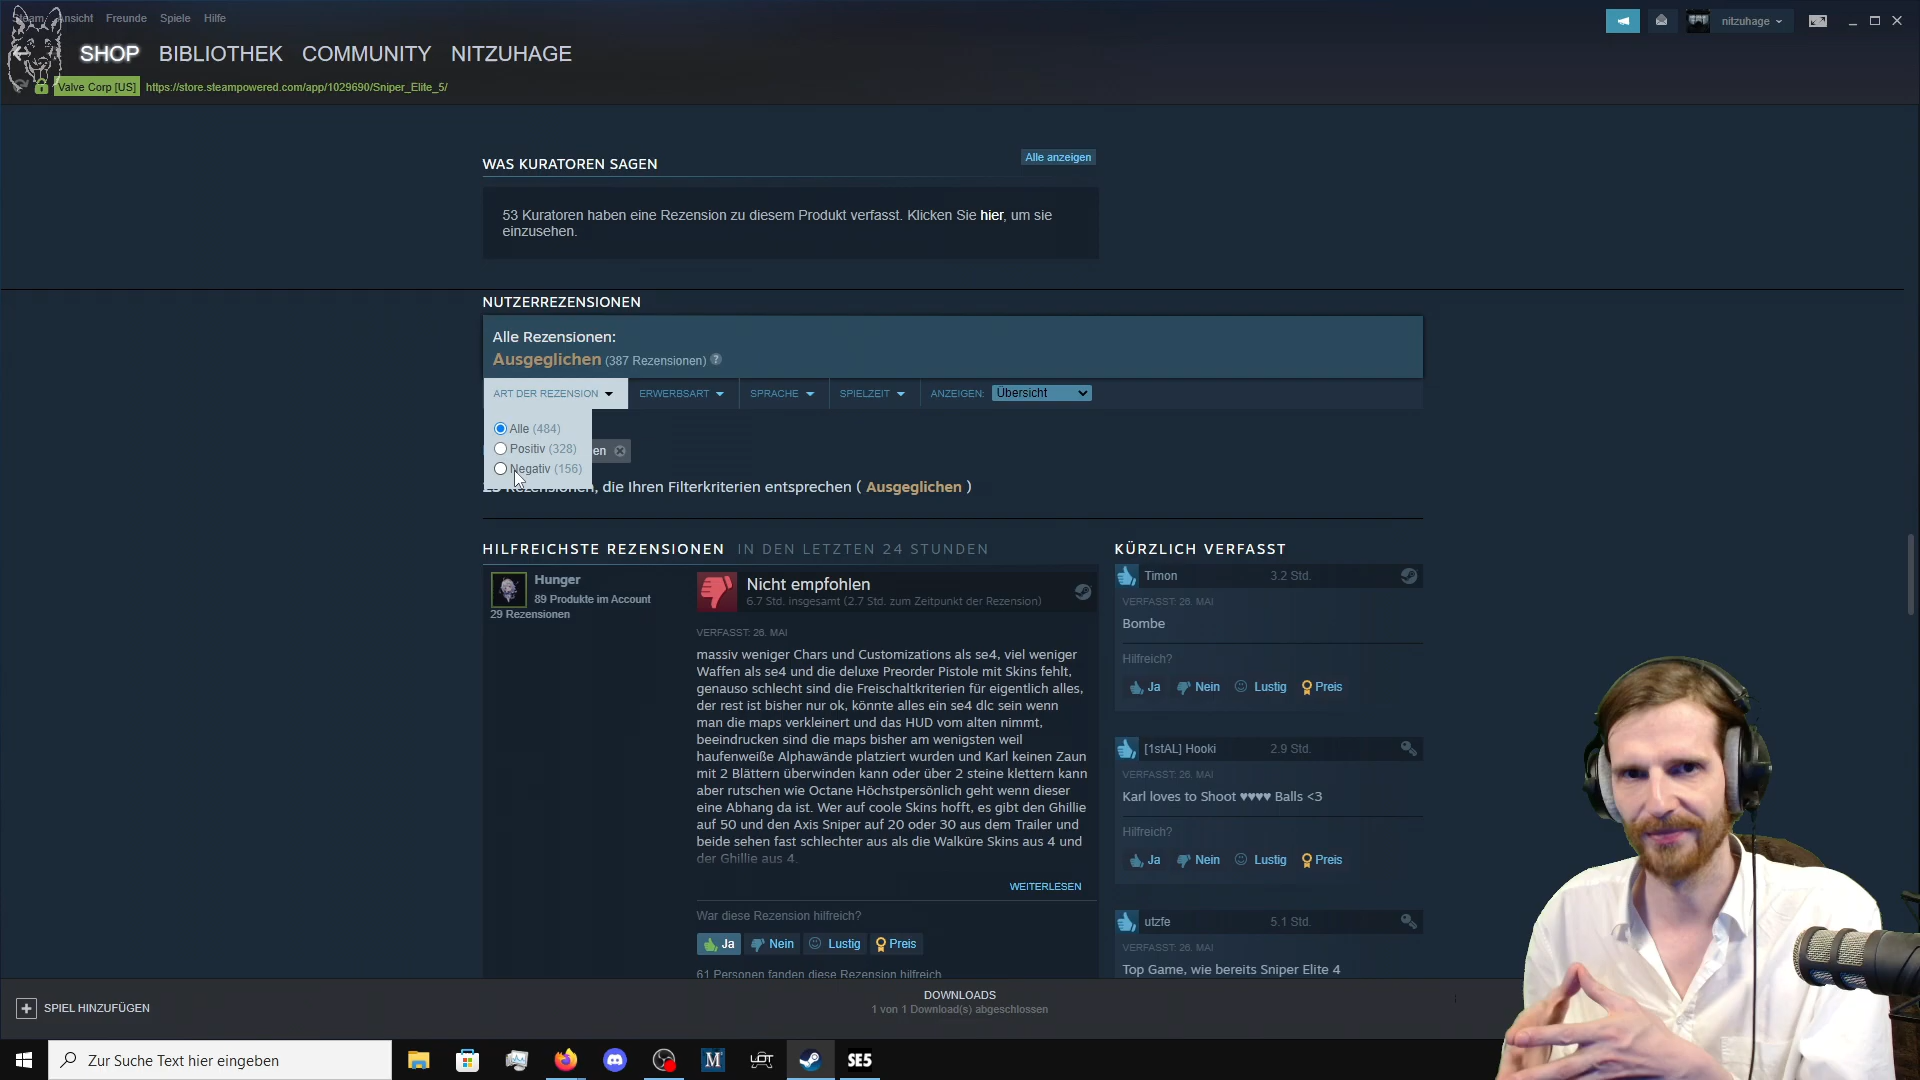 Ansicht Freunde Spiele Hilfe
nitzuhage
SHOP BIBLIOTHEK COMMUNITY NITZUHAGE
Valve Corp [US] https://store.steampowered.com/app/1029690/Sniper_Elite_5/
WAS KURATOREN SAGEN
Alle anzeigen
53 Kuratoren haben eine Rezension zu diesem Produkt verfasst. Klicken Sie hier, um sie
einzusehen.
NUTZERREZENSIONEN
Alle Rezensionen:
Ausgeglichen (387 Rezensionen) ?
ART DER REZENSION ERWERBSART SPRACHE SPIELZEIT ANZEIGEN: Übersicht
Alle (484)
Positiv (328)
en
Negativ (156)
Rezensionen, die Ihren Filterkriterien entsprechen ( Ausgeglichen )
HILFREICHSTE REZENSIONEN IN DEN LETZTEN 24 STUNDEN
Hunger
89 Produkte im Account
29 Rezensionen
Nicht empfohlen
6.7 Std. insgesamt (2.7 Std. zum Zeitpunkt der Rezension)
VERFASST: 26. MAI
massiv weniger Chars und Customizations als se4, viel weniger
Waffen als se4 und die deluxe Preorder Pistole mit Skins fehlt,
genauso schlecht sind die Freischaltkriterien für eigentlich alles,
der rest ist bisher nur ok, könnte alles ein se4 dlc sein wenn
man die maps verkleinert und das HUD vom alten nimmt,
beeindrucken sind die maps bisher am wenigsten weil
haufenweiße Alphawände platziert wurden und Karl keinen Zaun
mit 2 Blättern überwinden kann oder über 2 steine klettern kann
aber rutschen wie Octane Höchstpersönlich geht wenn dieser
eine Abhang da ist. Wer auf coole Skins hofft, es gibt den Ghillie
auf 50 und den Axis Sniper auf 20 oder 30 aus dem Trailer und
beide sehen fast schlechter aus als die Walküre Skins aus 4 und
der Ghillie aus 4.
WEITERLESEN
War diese Rezension hilfreich?
Ja Nein Lustig Preis
61 Personen fanden diese Rezension hilfreich
KÜRZLICH VERFASST
Timon 3.2 Std.
VERFASST: 26. MAI
Bombe
Hilfreich?
Ja Nein Lustig Preis
[1stAL] Hooki 2.9 Std.
VERFASST: 26. MAI
Karl loves to Shoot ♥♥♥♥ Balls <3
Hilfreich?
Ja Nein Lustig Preis
utzfe 5.1 Std.
VERFASST: 26. MAI
Top Game, wie bereits Sniper Elite 4
SPIEL HINZUFÜGEN
DOWNLOADS
1 von 1 Download(s) abgeschlossen
Zur Suche Text hier eingeben
M
SE5